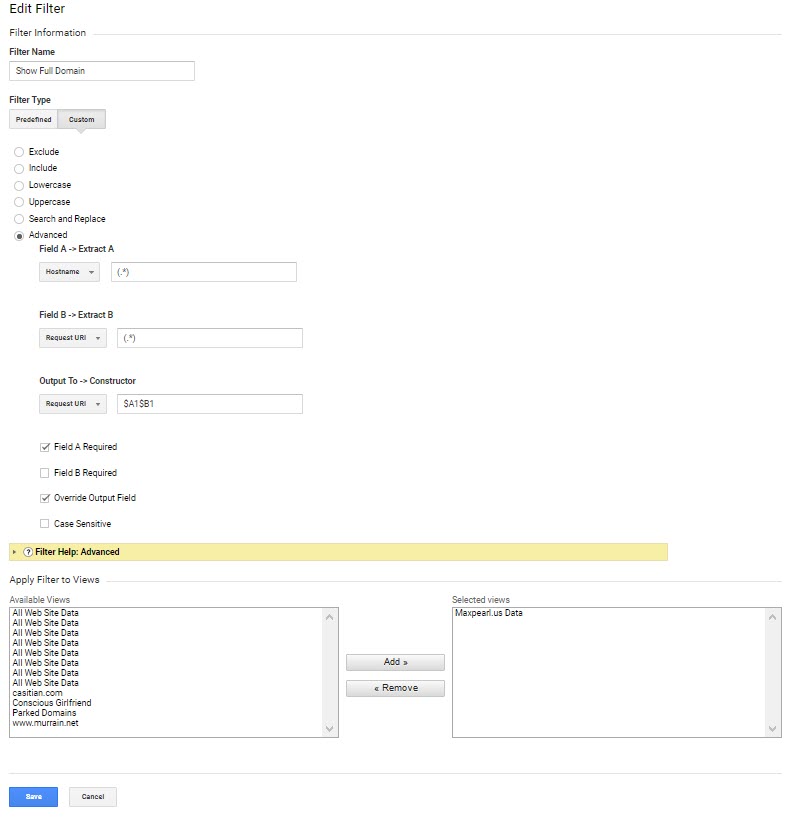 Edit Filter
Filter Information
Filter Name
Show Full Domain
Filter Type
Predefined Custom
Exclude
Include
Lowercase
Uppercase
Search and Replace
Advanced
Field A -> Extract A
Hostname (.*)
Field B -> Extract B
Request URI (.*)
Output To -> Constructor
Request URI $A1$B1
Field A Required
Field B Required
Override Output Field
Case Sensitive
? Filter Help: Advanced
Apply Filter to Views
Available Views
All Web Site Data
All Web Site Data
All Web Site Data
All Web Site Data
All Web Site Data
All Web Site Data
All Web Site Data
All Web Site Data
casitian.com
Conscious Girlfriend
Parked Domains
www.murrain.net
Add »
« Remove
Selected views
Maxpearl.us Data
Save Cancel